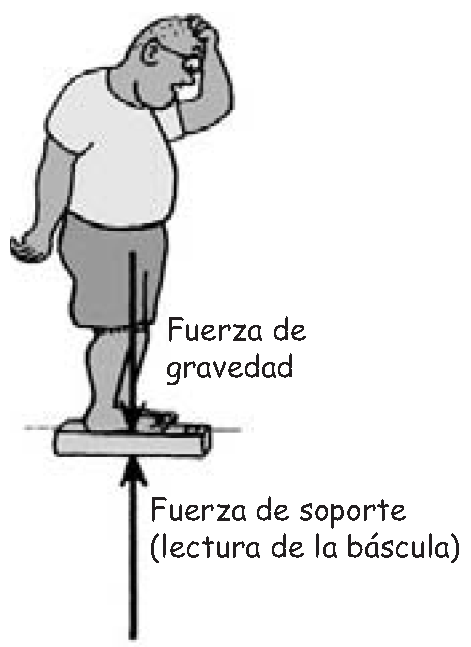 Fuerza de
gravedad
Fuerza de soporte
(lectura de la báscula)